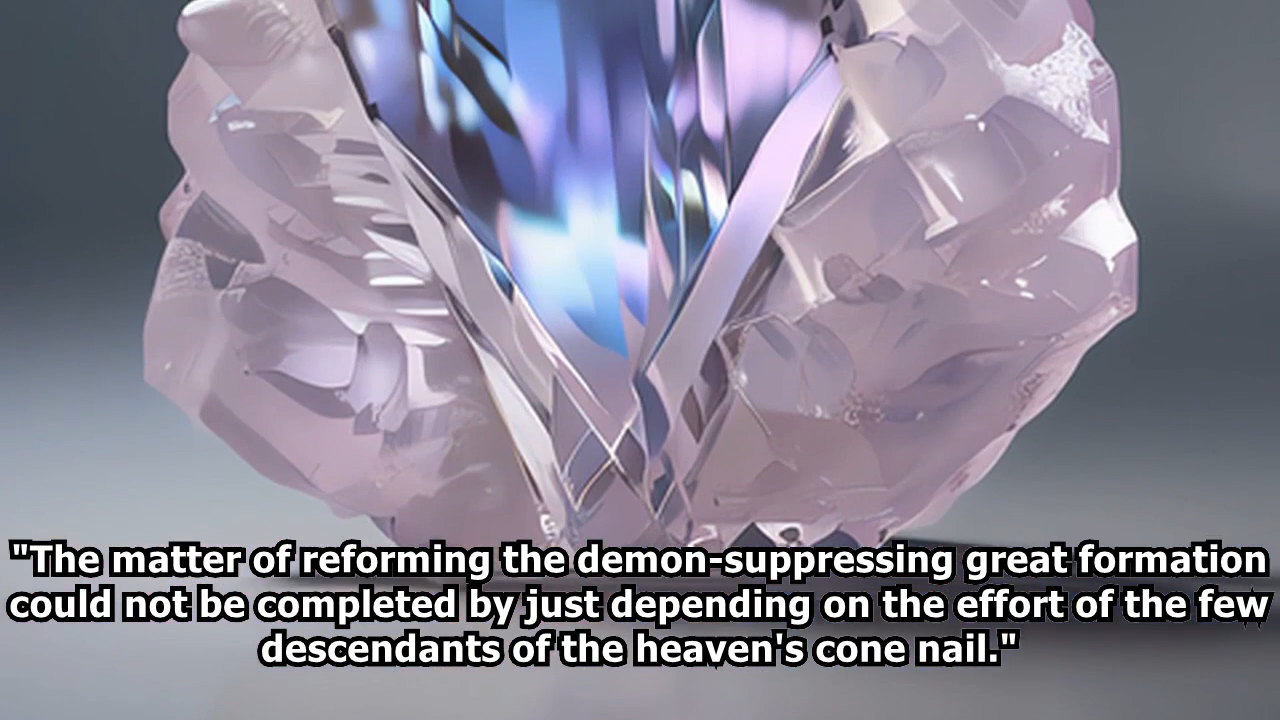 "The matter of reforming the demon-suppressing great formation
could not be completed by just depending on the effort of the few
descendants of the heaven's cone nail."